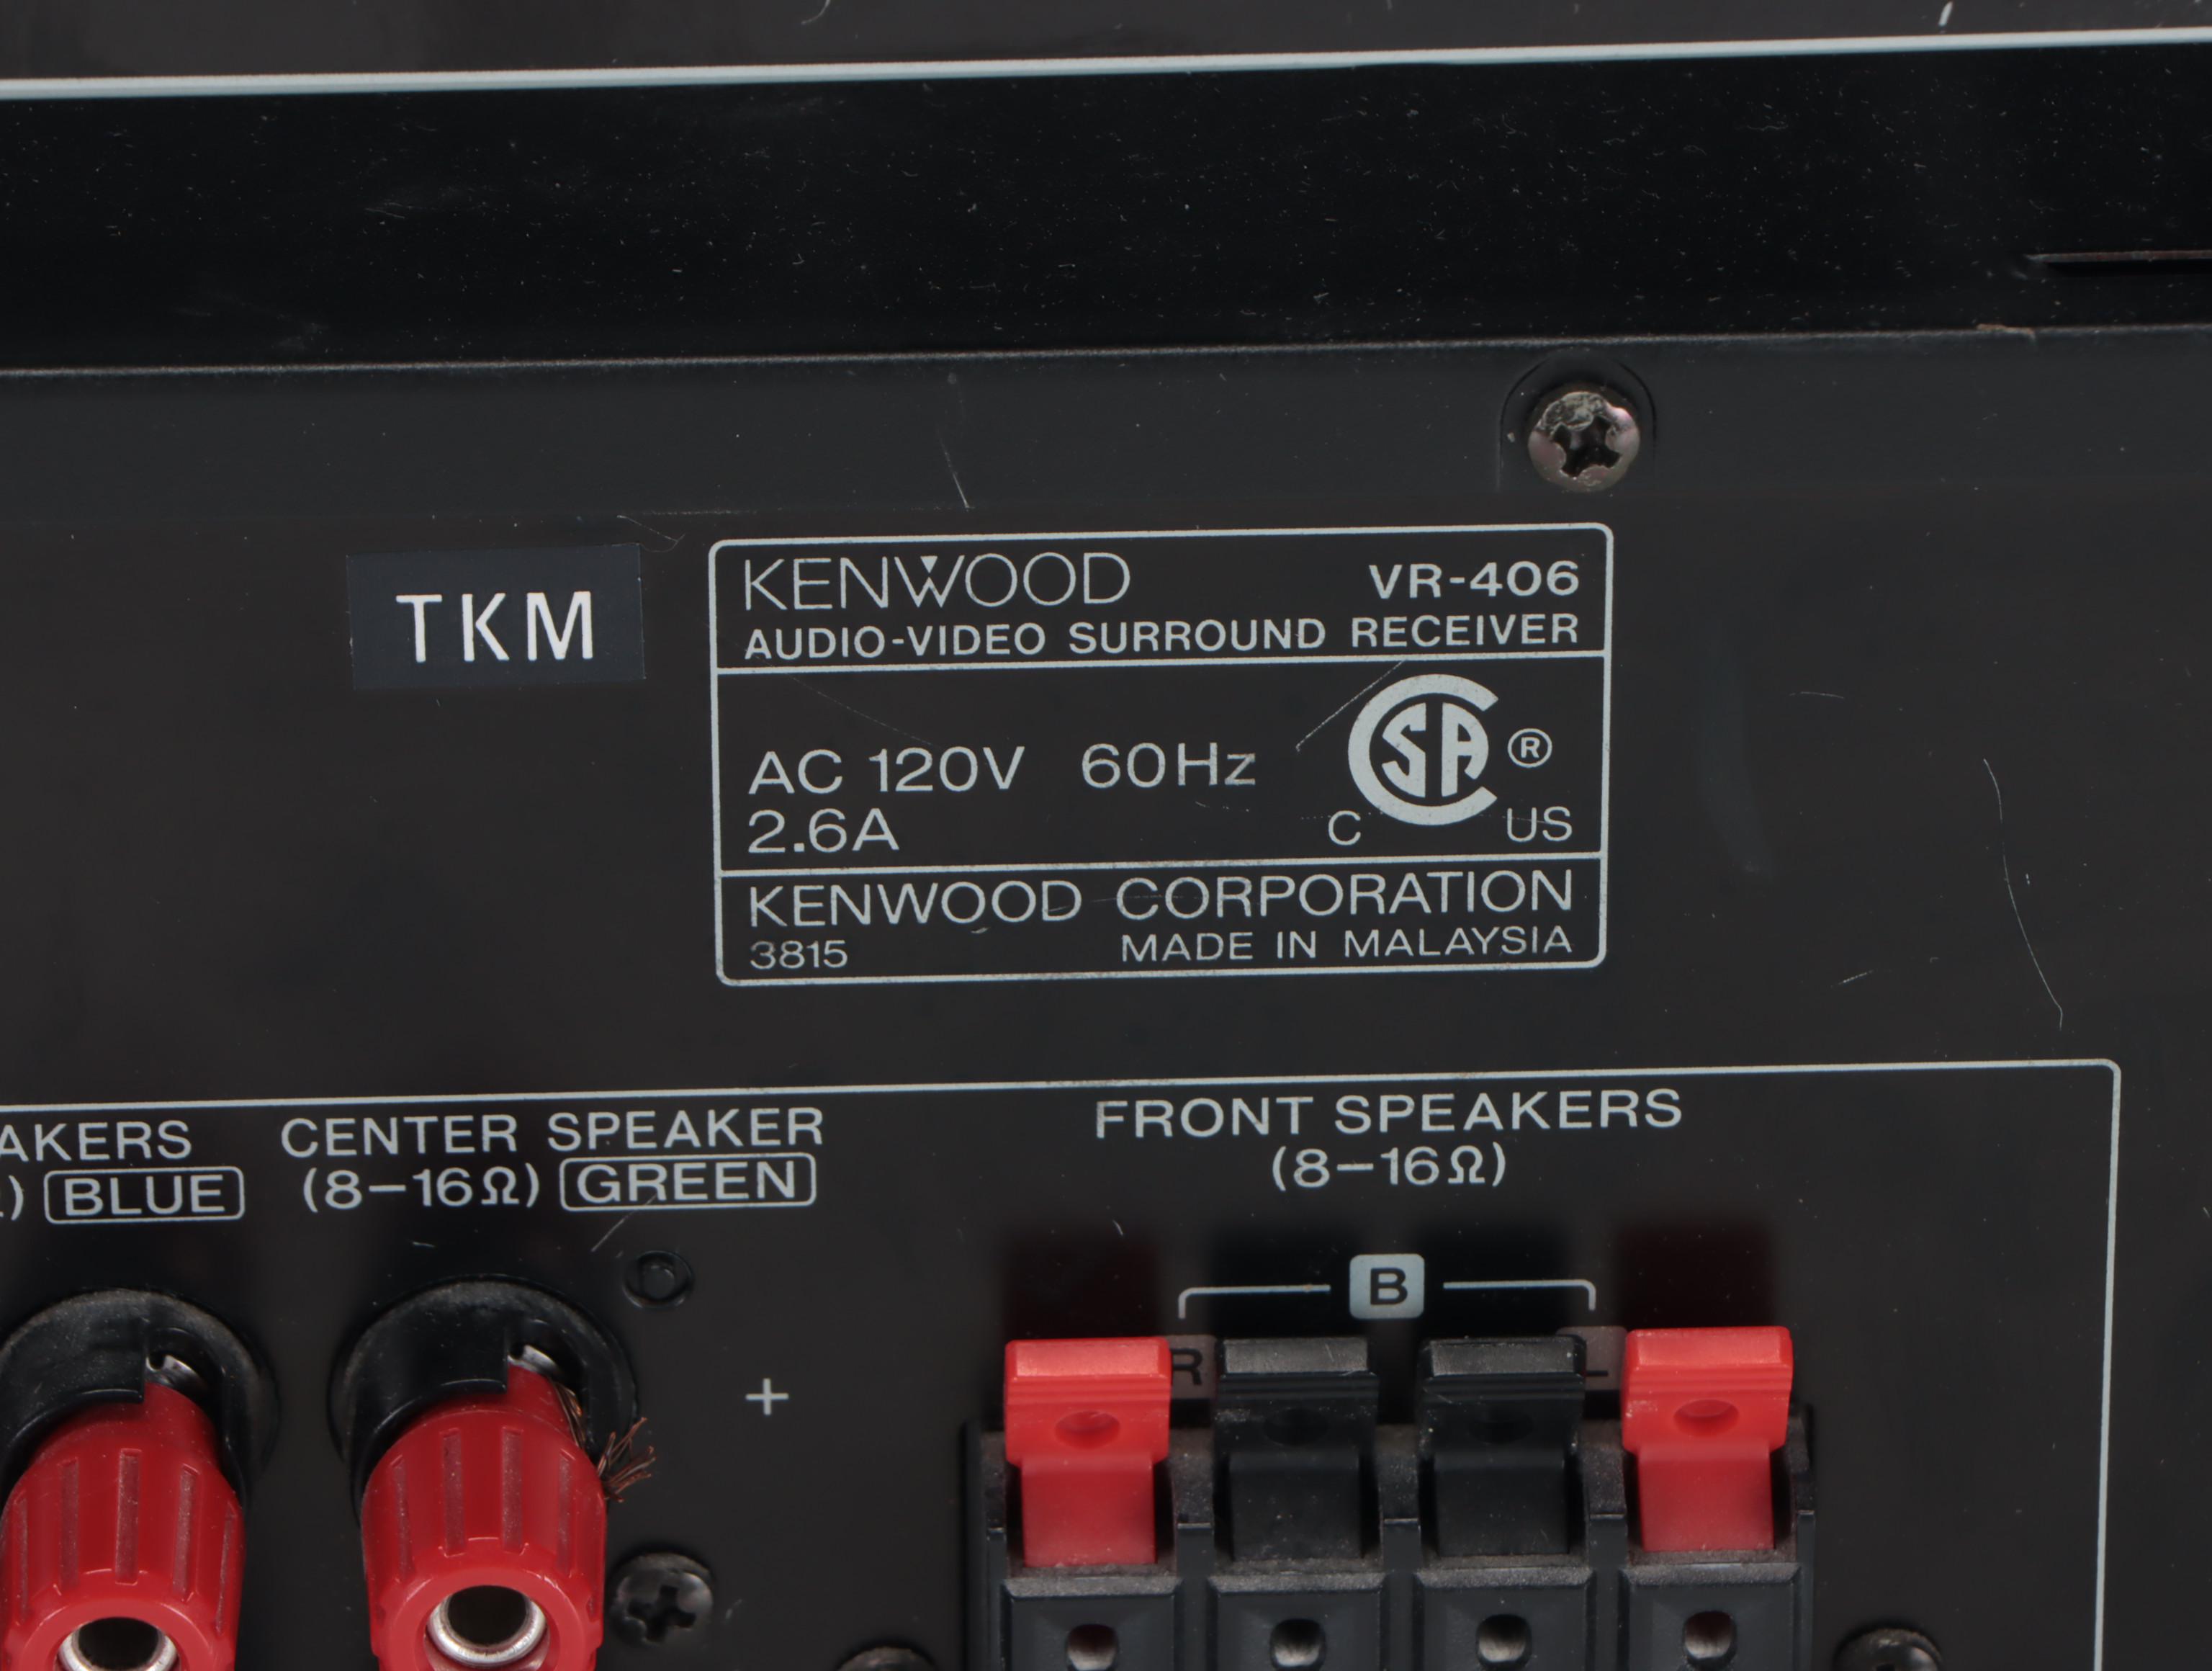 TKM
KENWOOD VR-406
AUDIO-VIDEO SURROUND RECEIVER
AC 120V 60Hz
2.6A
SA ®
C US
KENWOOD CORPORATION
3815 MADE IN MALAYSIA
AKERS
) BLUE
CENTER SPEAKER
(8–16Ω) GREEN
FRONT SPEAKERS
(8–16Ω)
B
R L
+